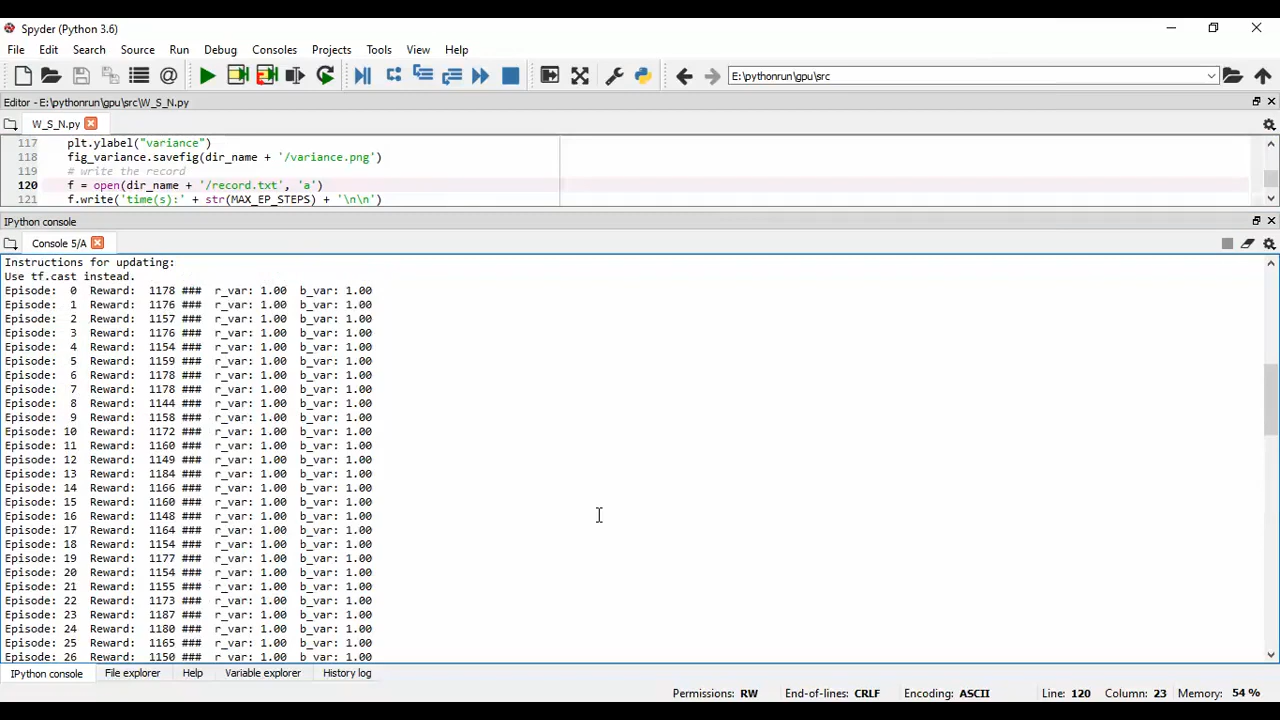 Spyder (Python 3.6)
File Edit Search Source Run Debug Consoles Projects Tools View Help
E:\pythonrun\gpu\src
Editor - E:\pythonrun\gpu\src\W_S_N.py
W_S_N.py
117 plt.ylabel("variance")
118 fig_variance.savefig(dir_name + '/variance.png')
119 # write the record
120 f = open(dir_name + '/record.txt', 'a')
121 f.write('time(s):' + str(MAX_EP_STEPS) + '\n\n')
IPython console
Console 5/A
Instructions for updating:
Use tf.cast instead.
Episode: 0 Reward: 1178 ### r_var: 1.00 b_var: 1.00
Episode: 1 Reward: 1176 ### r_var: 1.00 b_var: 1.00
Episode: 2 Reward: 1157 ### r_var: 1.00 b_var: 1.00
Episode: 3 Reward: 1176 ### r_var: 1.00 b_var: 1.00
Episode: 4 Reward: 1154 ### r_var: 1.00 b_var: 1.00
Episode: 5 Reward: 1159 ### r_var: 1.00 b_var: 1.00
Episode: 6 Reward: 1178 ### r_var: 1.00 b_var: 1.00
Episode: 7 Reward: 1178 ### r_var: 1.00 b_var: 1.00
Episode: 8 Reward: 1144 ### r_var: 1.00 b_var: 1.00
Episode: 9 Reward: 1158 ### r_var: 1.00 b_var: 1.00
Episode: 10 Reward: 1172 ### r_var: 1.00 b_var: 1.00
Episode: 11 Reward: 1160 ### r_var: 1.00 b_var: 1.00
Episode: 12 Reward: 1149 ### r_var: 1.00 b_var: 1.00
Episode: 13 Reward: 1184 ### r_var: 1.00 b_var: 1.00
Episode: 14 Reward: 1166 ### r_var: 1.00 b_var: 1.00
Episode: 15 Reward: 1160 ### r_var: 1.00 b_var: 1.00
Episode: 16 Reward: 1148 ### r_var: 1.00 b_var: 1.00
Episode: 17 Reward: 1164 ### r_var: 1.00 b_var: 1.00
Episode: 18 Reward: 1154 ### r_var: 1.00 b_var: 1.00
Episode: 19 Reward: 1177 ### r_var: 1.00 b_var: 1.00
Episode: 20 Reward: 1154 ### r_var: 1.00 b_var: 1.00
Episode: 21 Reward: 1155 ### r_var: 1.00 b_var: 1.00
Episode: 22 Reward: 1173 ### r_var: 1.00 b_var: 1.00
Episode: 23 Reward: 1187 ### r_var: 1.00 b_var: 1.00
Episode: 24 Reward: 1180 ### r_var: 1.00 b_var: 1.00
Episode: 25 Reward: 1165 ### r_var: 1.00 b_var: 1.00
Episode: 26 Reward: 1150 ### r_var: 1.00 b_var: 1.00
IPython console File explorer Help Variable explorer History log
Permissions: RW End-of-lines: CRLF Encoding: ASCII Line: 120 Column: 23 Memory: 54 %